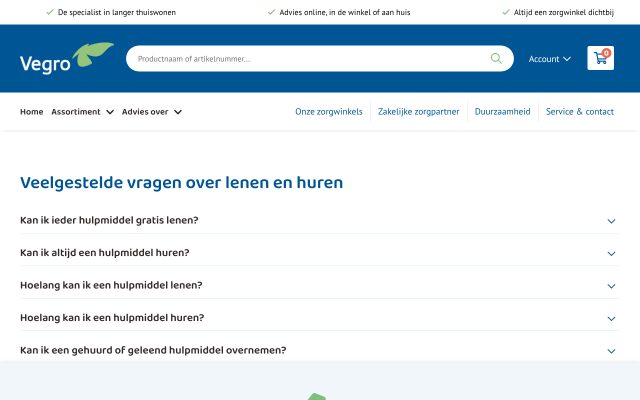 De specialist in langer thuiswonen
Advies online, in de winkel of aan huis
Altijd een zorgwinkel dichtbij
Vegro
Productnaam of artikelnummer...
Account
0
Home
Assortiment
Advies over
Onze zorgwinkels
Zakelijke zorgpartner
Duurzaamheid
Service & contact
Veelgestelde vragen over lenen en huren
Kan ik ieder hulpmiddel gratis lenen?
Kan ik altijd een hulpmiddel huren?
Hoelang kan ik een hulpmiddel lenen?
Hoelang kan ik een hulpmiddel huren?
Kan ik een gehuurd of geleend hulpmiddel overnemen?